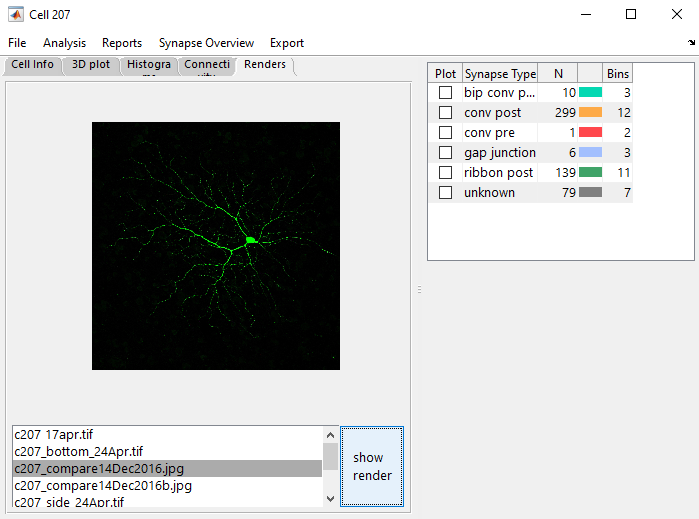 Cell 207
File Analysis Reports Synapse Overview Export
Cell Info 3D plot Histogra ms Connecti vity Renders
Plot Synapse Type N Bins
bip conv p... 10 3
conv post 299 12
conv pre 1 2
gap junction 6 3
ribbon post 139 11
unknown 79 7
c207 17apr.tif
c207_bottom_24Apr.tif
c207_compare14Dec2016.jpg
c207_compare14Dec2016b.jpg
c207 side 24Apr.tif
show
render